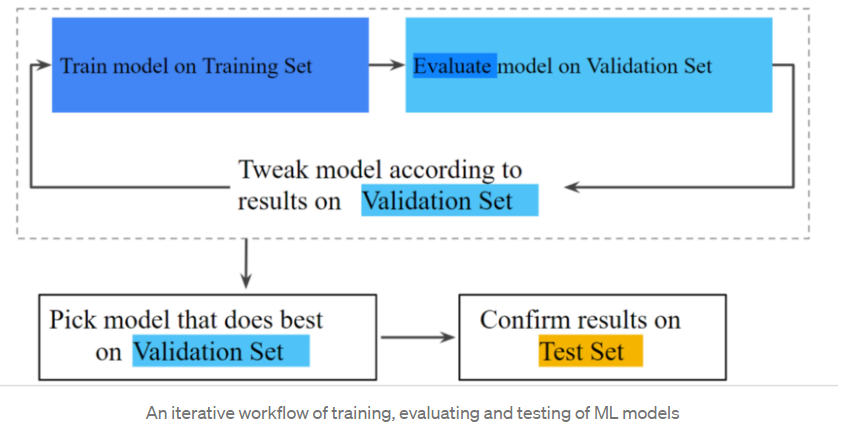 Train model on Training Set
Evaluate model on Validation Set
Tweak model according to
results on Validation Set
Pick model that does best
on Validation Set
Confirm results on
Test Set
An iterative workflow of training, evaluating and testing of ML models